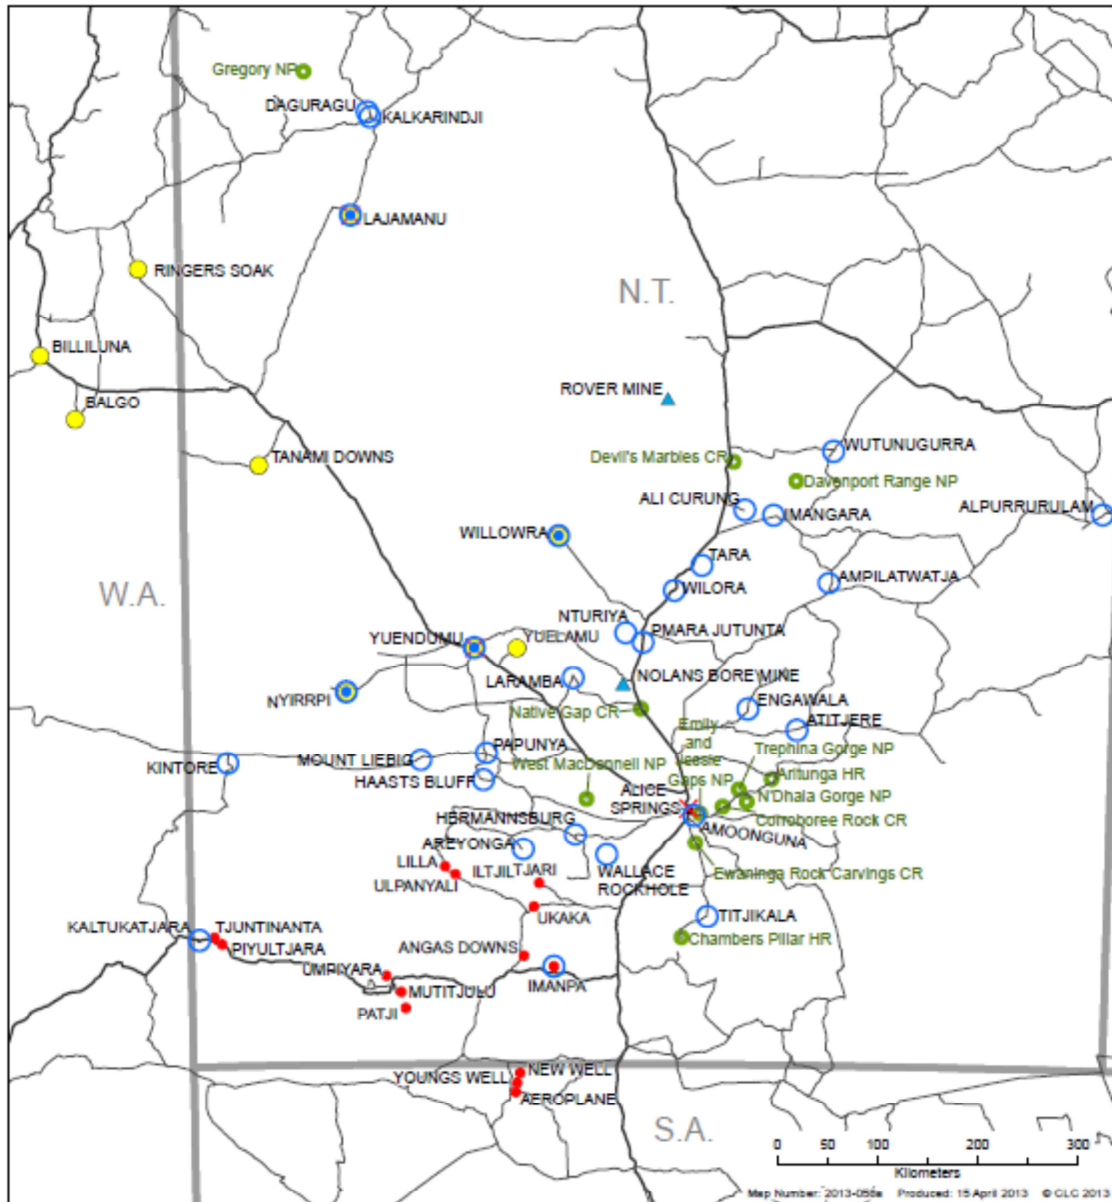 Gregory NP
DAGURAGU
KALKARINDJI
LAJAMANU
RINGERS SOAK
N.T.
BILLILUNA
ROVER MINE
BALGO
WUTUNUGURRA
TANAMI DOWNS
Devil's Marbles CR
Davenport Range NP
ALI CURUNG
IMANGARA
ALPURRURULAM
WILLOWRA
TARA
AMPILATWATJA
W.A.
WILORA
NTURIYA
PMARA JUTUNTA
YUENDUMU
YUELAMU
NOLANS BORE MINE
LARAMBA
NYIRRPI
ENGAWALA
Native Gap CR
ATITJERE
Emily
and
Jessie
Gaps NP
Trephina Gorge NP
PAPUNYA
MOUNT LIEBIG
West MacDonnell NP
KINTORE
Arltunga HR
HAASTS BLUFF
ALICE
SPRINGS
N'Dhala Gorge NP
HERMANNSBURG
Corroboree Rock CR
AMOONGUNA
AREYONGA
LILLA
ILTJILTJARI
WALLACE
ROCKHOLE
Ewaninga Rock Carvings CR
ULPANYALI
UKAKA
TITJIKALA
KALTUKATJARA
TJUNTINANTA
PIYULTJARA
Chambers Pillar HR
ANGAS DOWNS
UMPIYARA
IMANPA
MUTITJULU
PATJI
NEW WELL
YOUNGS WELL
AEROPLANE
S.A.
0 50 100 200 300
Kilometers
Map Number: 2013-058a Produced: 15 April 2013 © CLC 2013